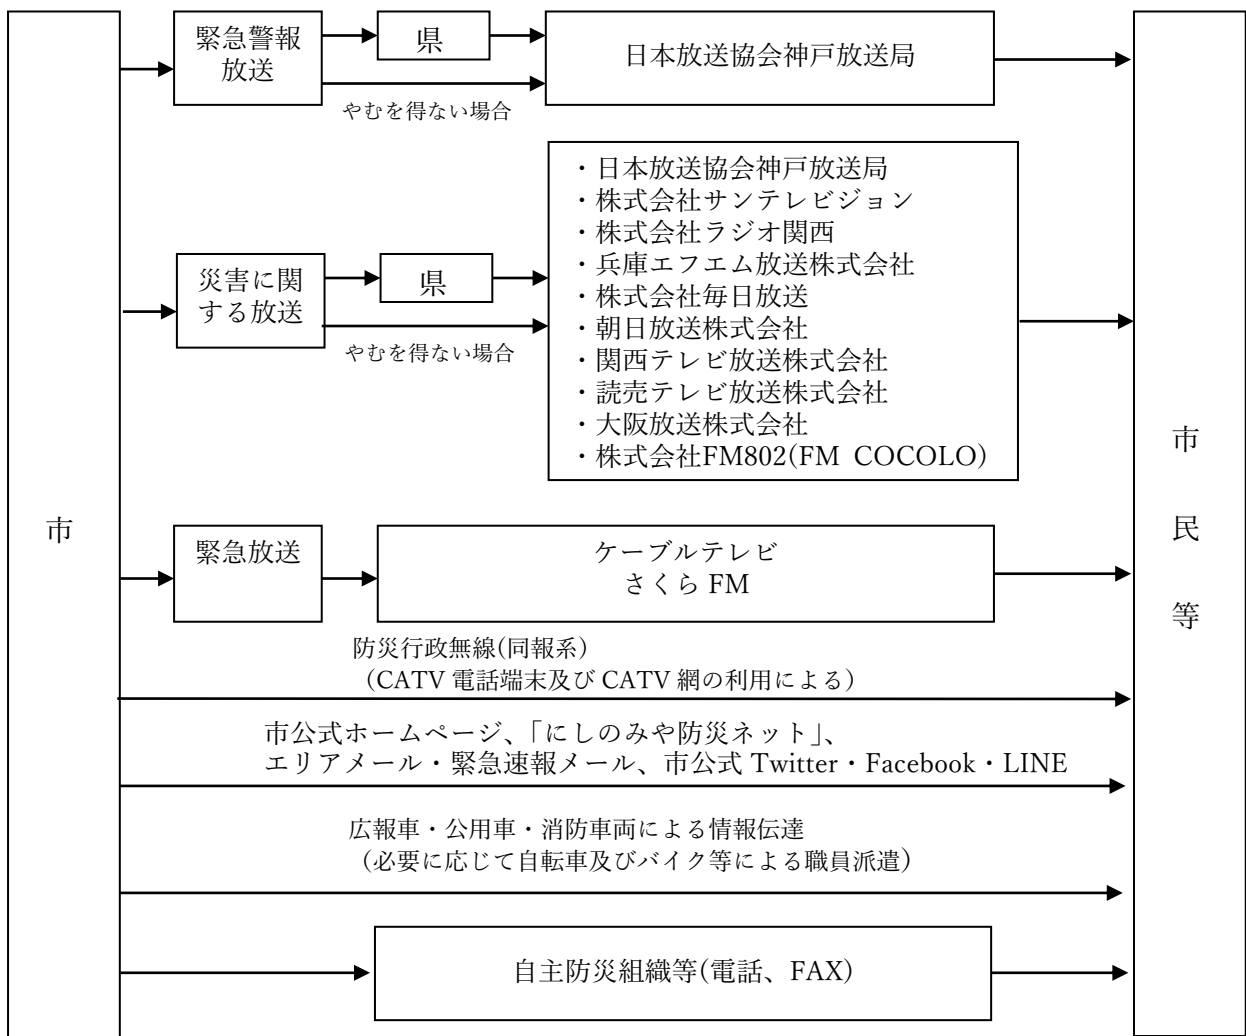 市
緊急警報
放送
県
日本放送協会神戸放送局
やむを得ない場合
災害に関
する放送
県
やむを得ない場合
・日本放送協会神戸放送局
・株式会社サンテレビジョン
・株式会社ラジオ関西
・兵庫エフエム放送株式会社
・株式会社毎日放送
・朝日放送株式会社
・関西テレビ放送株式会社
・読売テレビ放送株式会社
・大阪放送株式会社
・株式会社FM802(FM COCOLO)
緊急放送
ケーブルテレビ
さくら FM
防災行政無線(同報系)
（CATV 電話端末及び CATV 網の利用による）
市公式ホームページ、「にしのみや防災ネット」、
エリアメール・緊急速報メール、市公式 Twitter・Facebook・LINE
広報車・公用車・消防車両による情報伝達
（必要に応じて自転車及びバイク等による職員派遣）
自主防災組織等(電話、FAX)
市
民
等